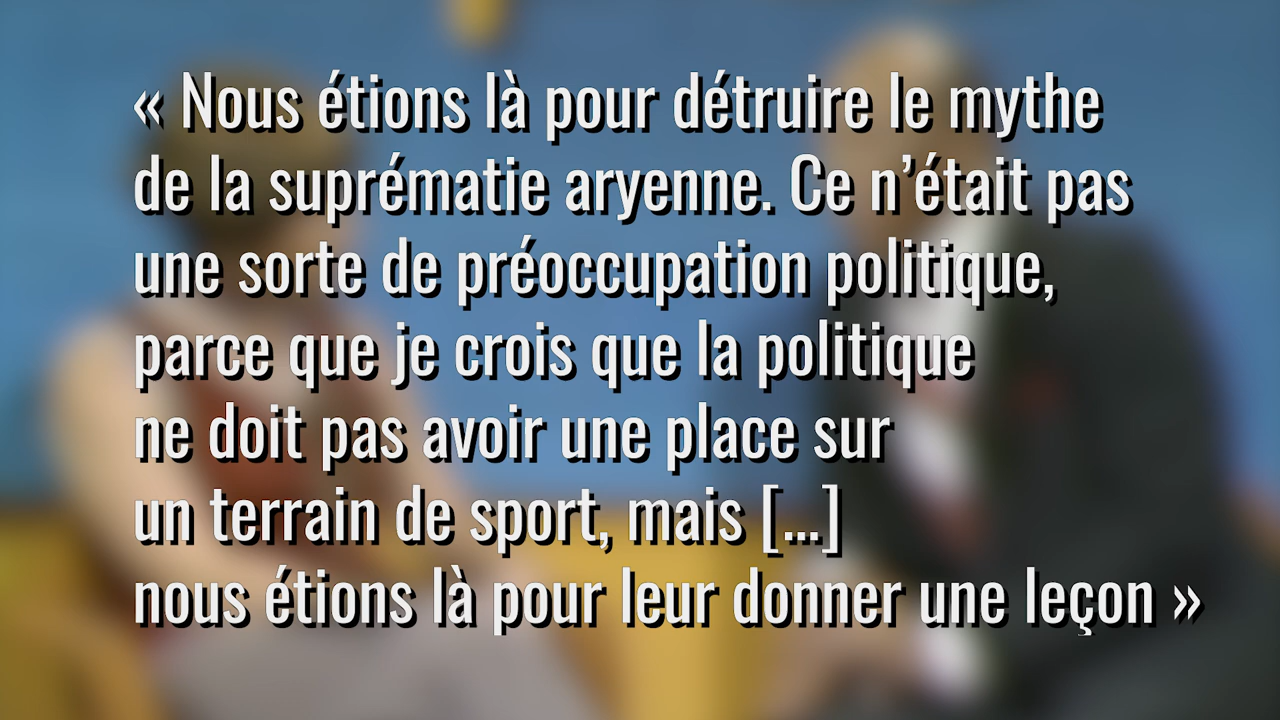 « Nous étions là pour détruire le mythe
de la suprématie aryenne. Ce n’était pas
une sorte de préoccupation politique,
parce que je crois que la politique
ne doit pas avoir une place sur
un terrain de sport, mais [...]
nous étions là pour leur donner une leçon »